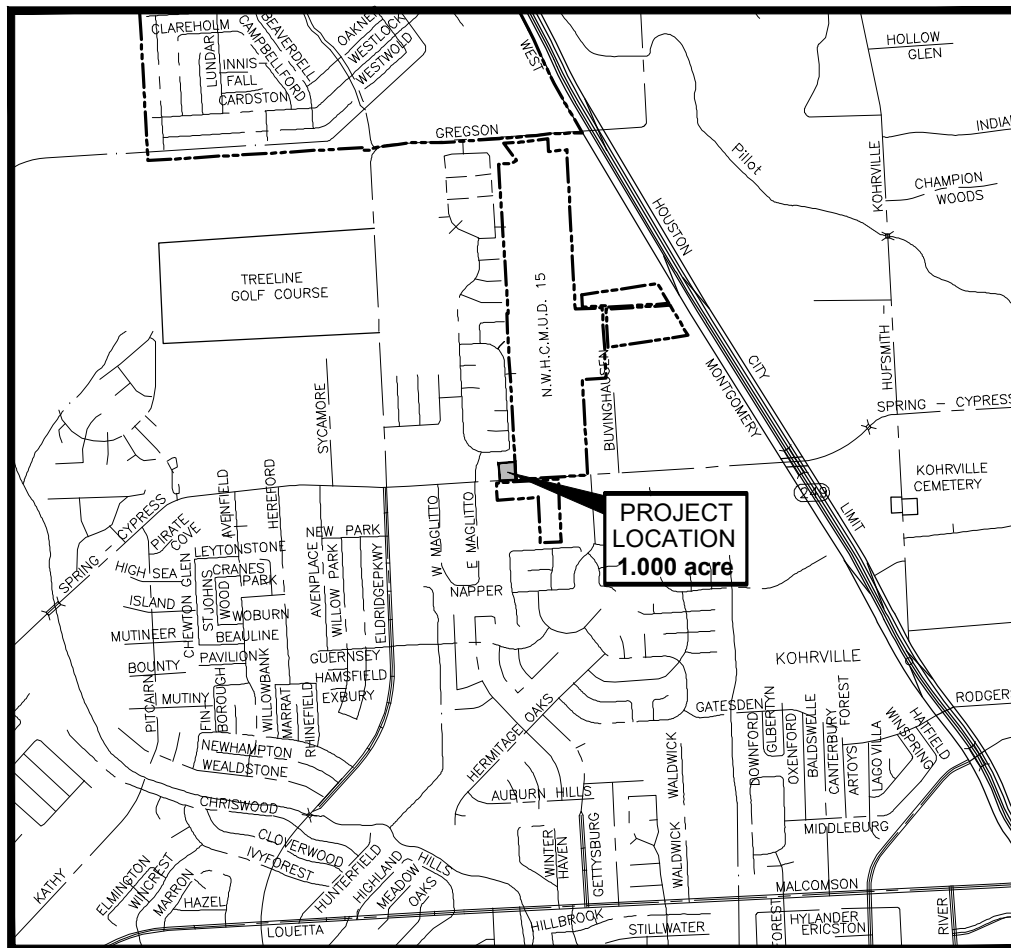 CLAREHOLM
LUNDAR
INNIS-
FALL
CARDSTON
BEAVERDELL
CAMPBELLFORD
OAKNER
WESTLOCK
WESTWOLD
WEST
HOLLOW
GLEN
GREGSON
INDIAN
Pillot
KOHRVILLE
CHAMPION
WOODS
HOUSTON
TREELINE
GOLF COURSE
N.W.H.C.M.U.D. 15
BUVINGHAUSEN
MONTGOMERY
CITY
LIMIT
HUFSMITH
SYCAMORE
SPRING - CYPRESS
249
KOHRVILLE
CEMETERY
PROJECT
LOCATION
1.000 acre
SPRING
CYPRESS
PIRATE
COVE
AVENFIELD
HEREFORD
W MAGLITTO
E MAGLITTO
NEW PARK
LEYTONSTONE
HIGH SEA
CRANES
PARK
CHEWTON GLEN
ST JOHNS
WOOD
AVENPLACE
WILLOW PARK
ELDRIDGEPKWY
NAPPER
ISLAND
WOBURN
MUTINEER
BEAULINE
BOUNTY
PAVILION
GUERNSEY
HAMSFIELD
EXBURY
KOHRVILLE
PITCAIRN
MUTINY
FIN
BOROUGH
WILLOWBANK
MARRAT
RHINEFIELD
HERMITAGE OAKS
GATESDEN
DOWNFORD
GLBERTYN
OXENFORD
BALDSWELLE
CANTERBURY
FOREST
ARTOYS
LAGO VILLA
WINSPRING
HATFIELD
RODGERS
NEWHAMPTON
WEALDSTONE
WALDWICK
CHRISWOOD
AUBURN HILLS
MIDDLEBURG
CLOVERWOOD
IVYFOREST
HUNTERFIELD
HIGHLAND
MEADOW
HILLS
OAKS
WINTER
HAVEN
GETTYSBURG
WALDWICK
KATHY
ELMINGTON
WINCREST
MARRON
HAZEL
MALCOMSON
LOUETTA
HILLBROOK
STILLWATER
FOREST
HYLANDER
ERICSTON
RIVER